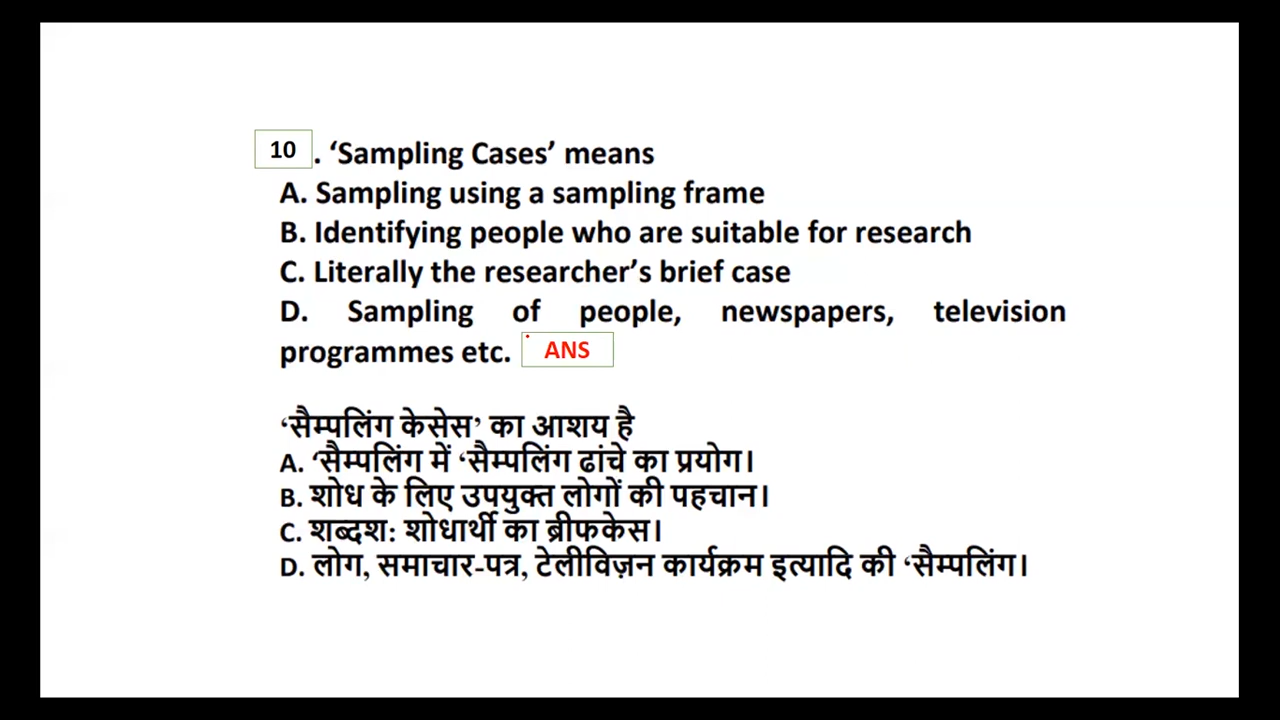 10 . ‘Sampling Cases’ means
A. Sampling using a sampling frame
B. Identifying people who are suitable for research
C. Literally the researcher’s brief case
D. Sampling of people, newspapers, television
programmes etc. ANS
‘सैम्पलिंग केसेस’ का आशय है
A. ‘सैम्पलिंग में ‘सैम्पलिंग ढांचे का प्रयोग।
B. शोध के लिए उपयुक्त लोगों की पहचान।
C. शब्दश: शोधार्थी का ब्रीफकेस।
D. लोग, समाचार-पत्र, टेलीविज़न कार्यक्रम इत्यादि की ‘सैम्पलिंग।